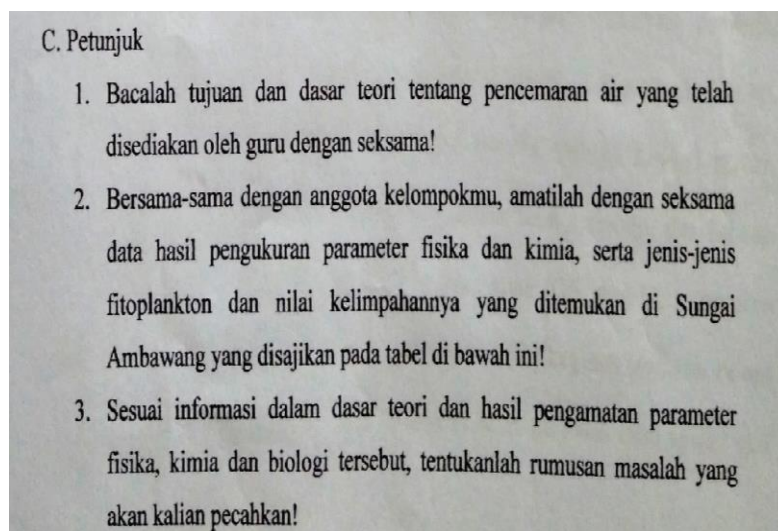 C. Petunjuk
1. Bacalah tujuan dan dasar teori tentang pencemaran air yang telah
disediakan oleh guru dengan seksama!
2. Bersama-sama dengan anggota kelompokmu, amatilah dengan seksama
data hasil pengukuran parameter fisika dan kimia, serta jenis-jenis
fitoplankton dan nilai kelimpahannya yang ditemukan di Sungai
Ambawang yang disajikan pada tabel di bawah ini!
3. Sesuai informasi dalam dasar teori dan hasil pengamatan parameter
fisika, kimia dan biologi tersebut, tentukanlah rumusan masalah yang
akan kalian pecahkan!